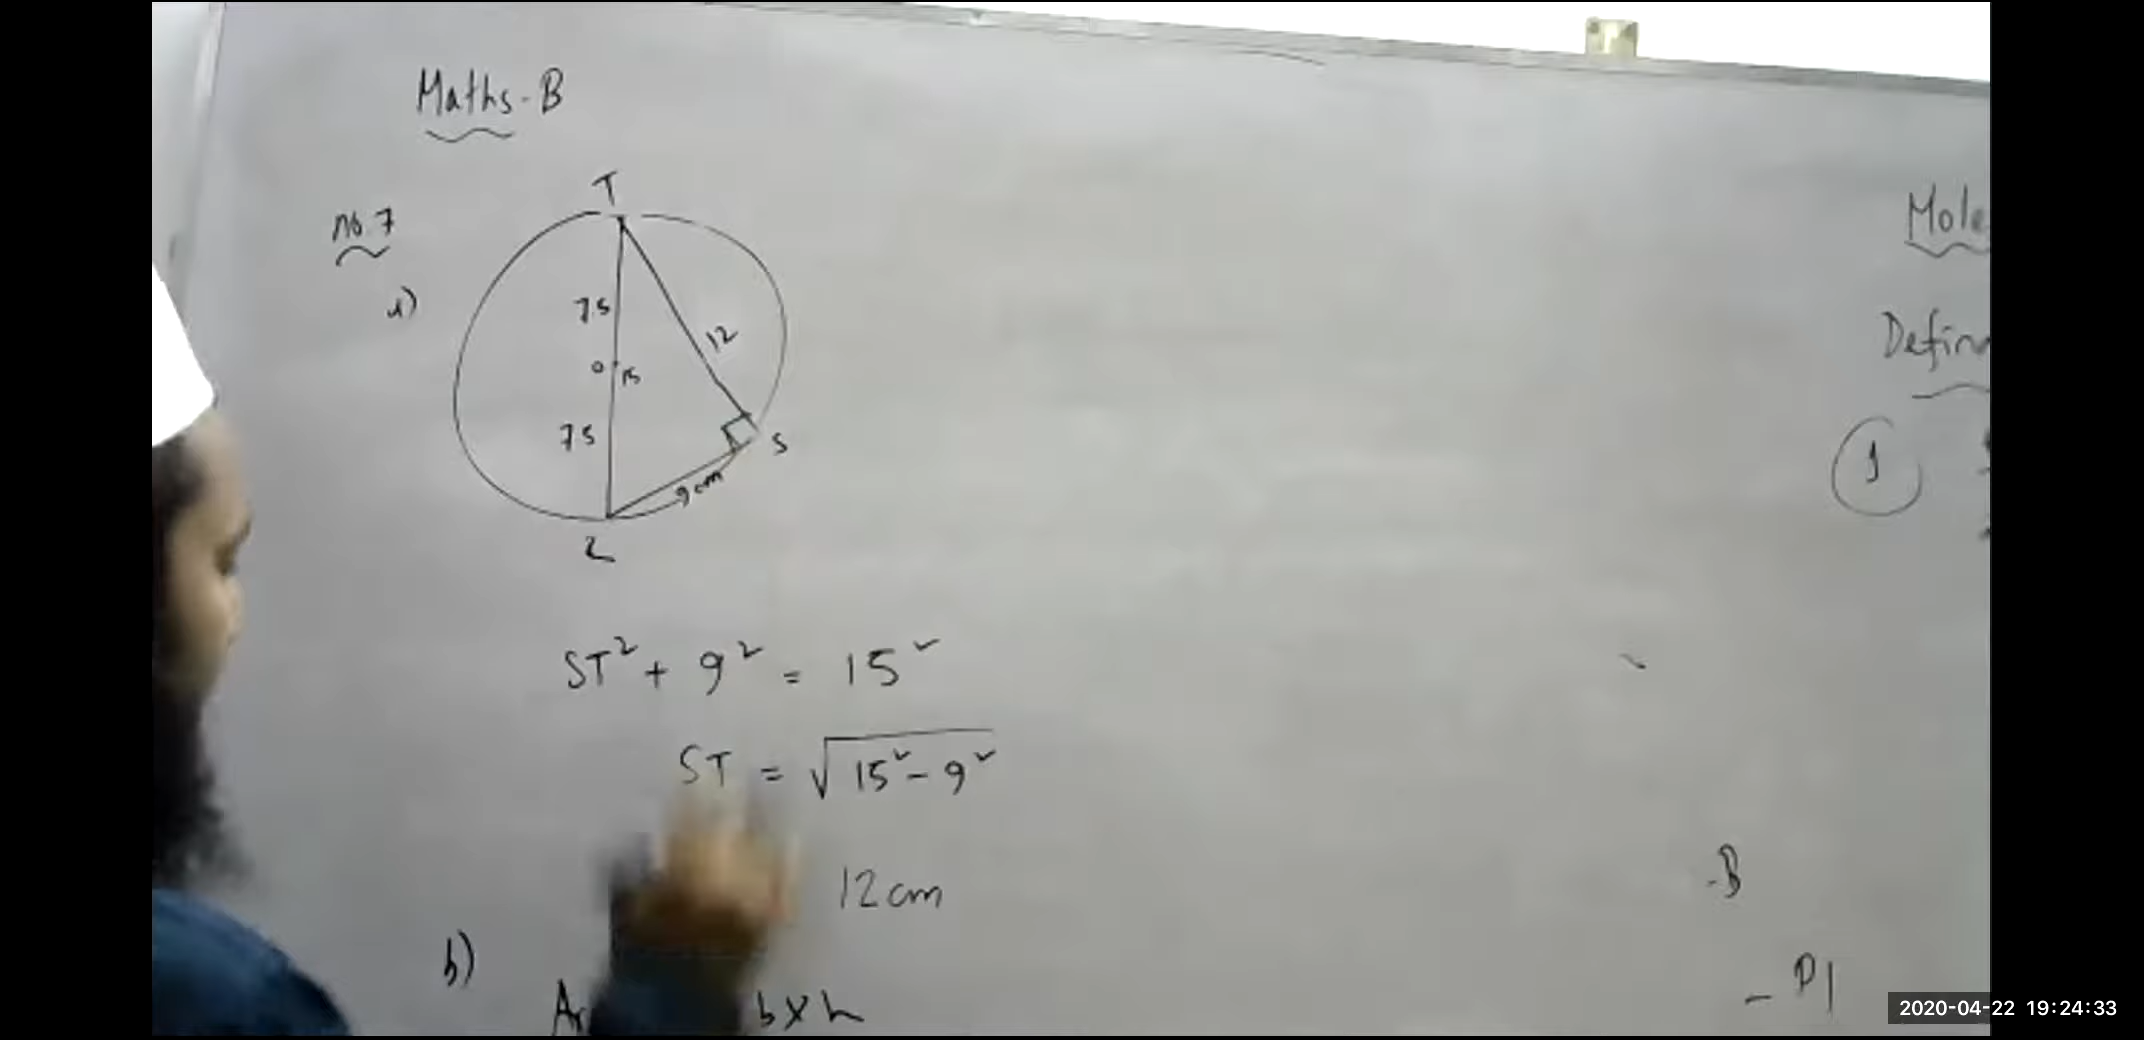 Maths-B
no.7
a)
T
7.5
12
O
15
7.5
S
9cm
ST² + 9² = 15²
ST = √15² - 9²
12cm
b)
b x h
Mole
Defin
1
-B
- P1
2020-04-22 19:24:33